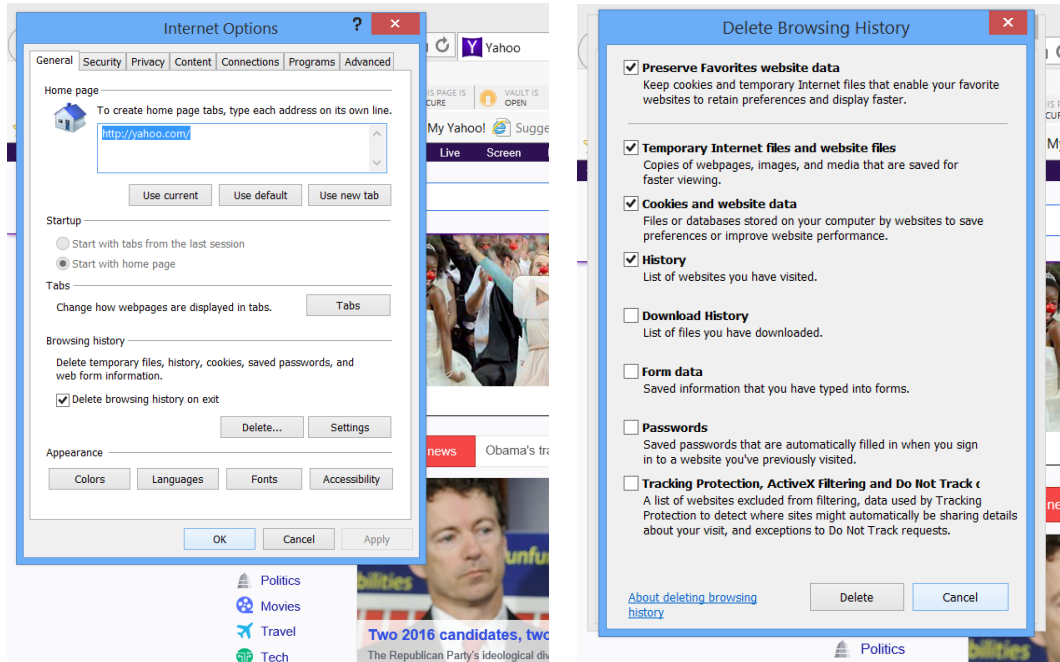 Internet Options
?
General Security Privacy Content Connections Programs Advanced
Home page
To create home page tabs, type each address on its own line.
http://yahoo.com/
Use current Use default Use new tab
Startup
Start with tabs from the last session
Start with home page
Tabs
Change how webpages are displayed in tabs.
Tabs
Browsing history
Delete temporary files, history, cookies, saved passwords, and
web form information.
Delete browsing history on exit
Delete... Settings
Appearance
Colors Languages Fonts Accessibility
OK Cancel Apply
Yahoo
IS PAGE IS
CURE
VAULT IS
OPEN
My Yahoo! Sugge
Live Screen
news
Obama's tra
unfu
bilities
Politics
Movies
Travel
Tech
Two 2016 candidates, two
The Republican Party's ideological div
Delete Browsing History
Preserve Favorites website data
Keep cookies and temporary Internet files that enable your favorite
websites to retain preferences and display faster.
Temporary Internet files and website files
Copies of webpages, images, and media that are saved for
faster viewing.
Cookies and website data
Files or databases stored on your computer by websites to save
preferences or improve website performance.
History
List of websites you have visited.
Download History
List of files you have downloaded.
Form data
Saved information that you have typed into forms.
Passwords
Saved passwords that are automatically filled in when you sign
in to a website you've previously visited.
Tracking Protection, ActiveX Filtering and Do Not Track
A list of websites excluded from filtering, data used by Tracking
Protection to detect where sites might automatically be sharing details
about your visit, and exceptions to Do Not Track requests.
About deleting browsing
history
Delete Cancel
Politics
bilities